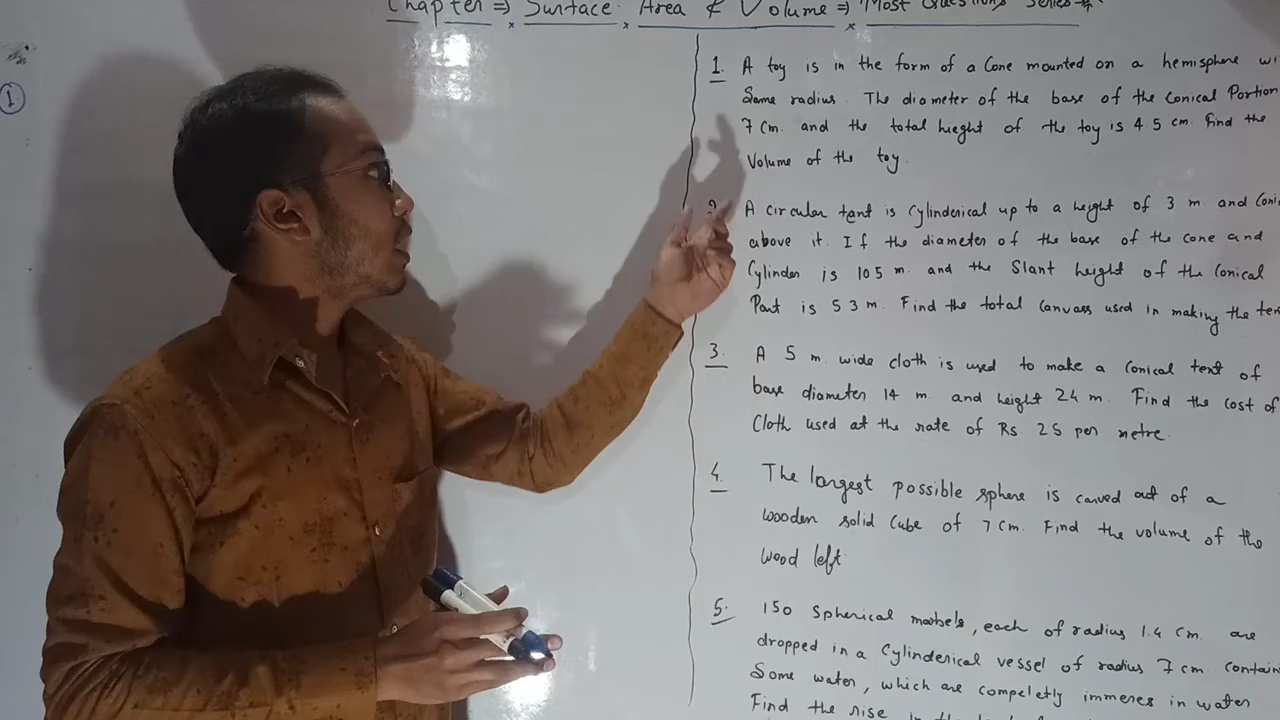 Chapter ⇒ Surface Area & Volume ⇒ Most Questions Series
1
1. A toy is in the form of a Cone mounted on a hemisphere wi
Same radius. The diameter of the base of the Conical Portion
7 cm. and the total hieght of the toy is 4 5 cm. Find the
Volume of the toy.
2. A circular tent is Cylinderical up to a height of 3 m. and Coni
above it. If the diameter of the base of the cone and
Cylinder is 105 m. and the Slant height of the Conical
Part is 53 m. Find the total Canvass used in making the ten
3. A 5 m. wide cloth is used to make a Conical tent of
base diameter 14 m. and height 24 m. Find the cost of
Cloth used at the rate of Rs 25 per metre.
4. The largest possible sphere is carved out of a
wooden solid Cube of 7 Cm. Find the volume of the
wood left.
5. 150 Spherical marbels, each of radius 1.4 Cm. are
dropped in a Cylinderical vessel of radius 7 cm. contain
Some water, which are compeletly immeres in water
Find the rise in the